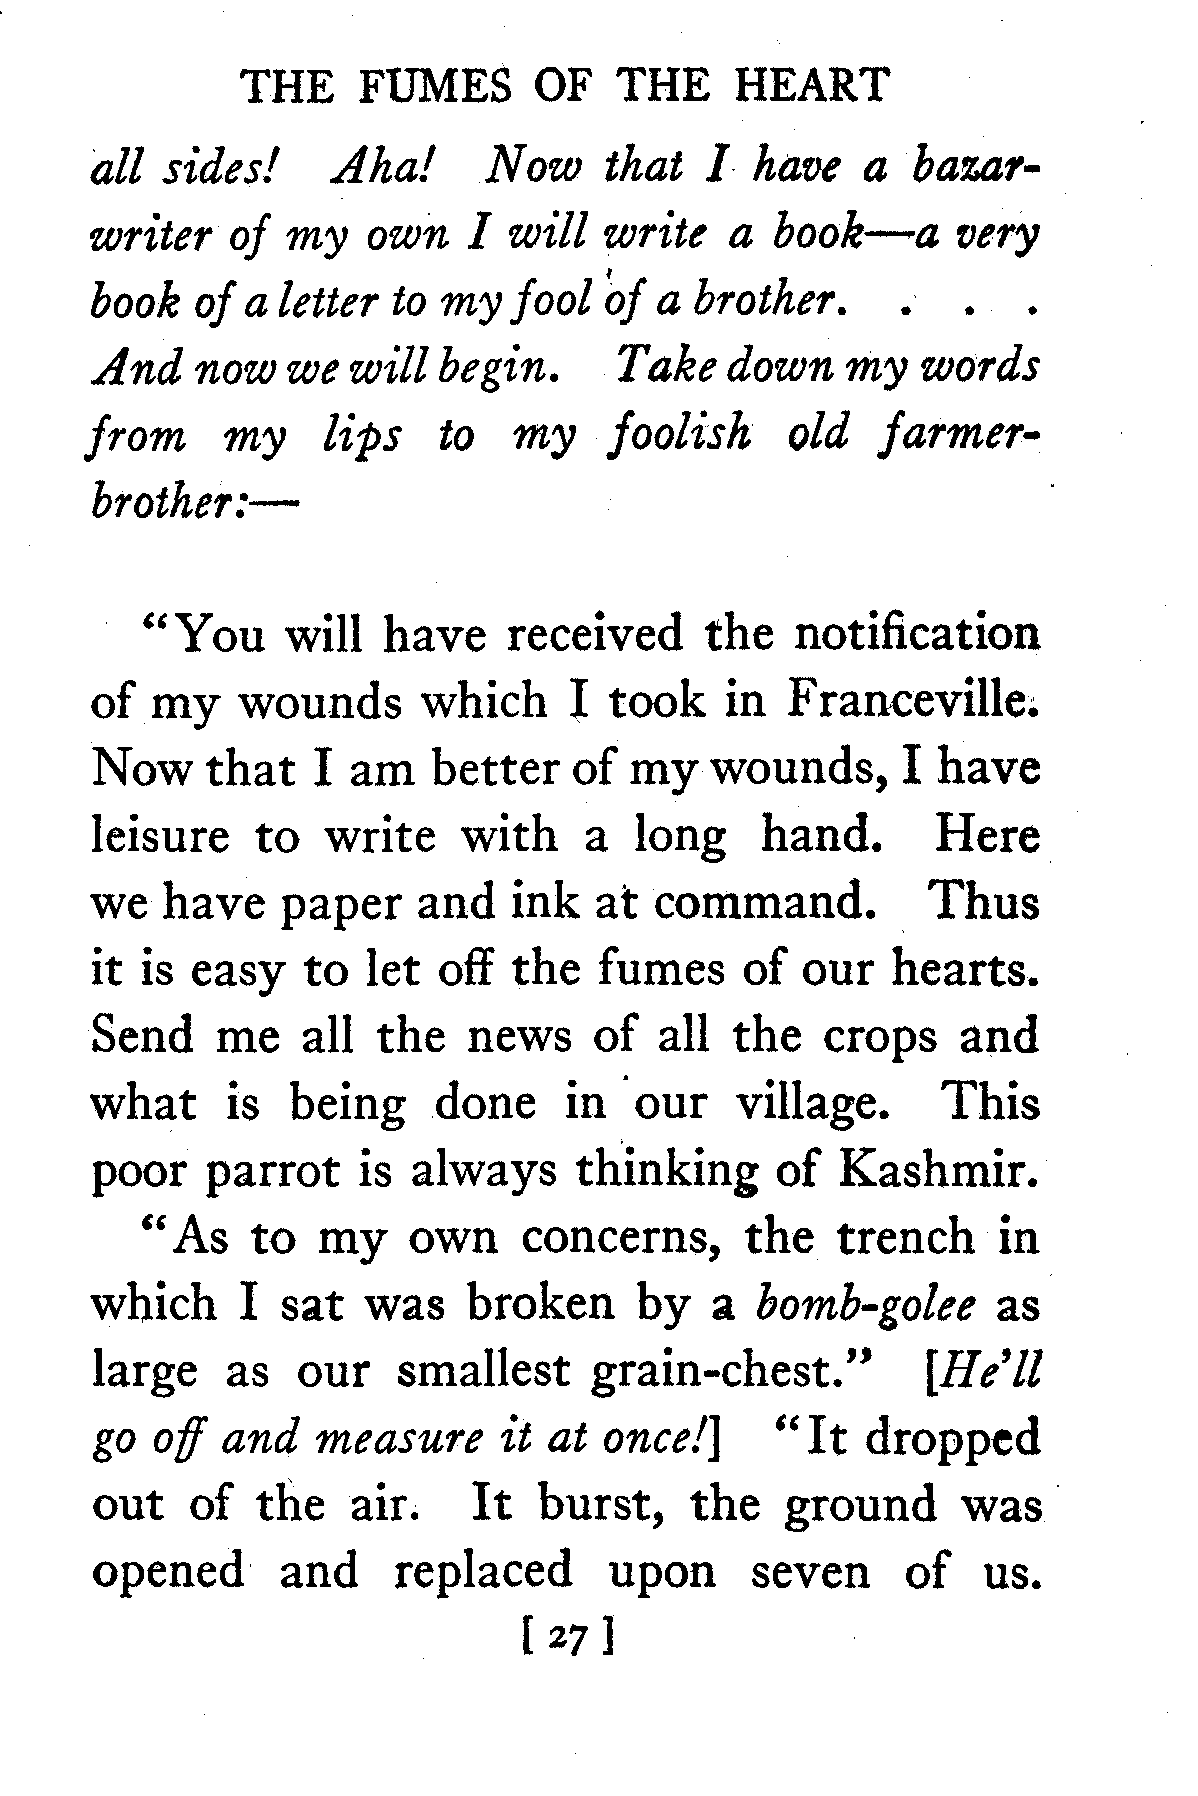 THE FUMES OF THE HEART
all sides! Aha! Now that I have a bazar-
writer of my own I will write a book—a very
book of a letter to my fool of a brother. . . .
And now we will begin. Take down my words
from my lips to my foolish old farmer-
brother:—
“You will have received the notification
of my wounds which I took in Franceville.
Now that I am better of my wounds, I have
leisure to write with a long hand. Here
we have paper and ink at command. Thus
it is easy to let off the fumes of our hearts.
Send me all the news of all the crops and
what is being done in our village. This
poor parrot is always thinking of Kashmir.
“As to my own concerns, the trench in
which I sat was broken by a bomb-golee as
large as our smallest grain-chest.” [He’ll
go off and measure it at once!] “It dropped
out of the air. It burst, the ground was
opened and replaced upon seven of us.
[ 27 ]